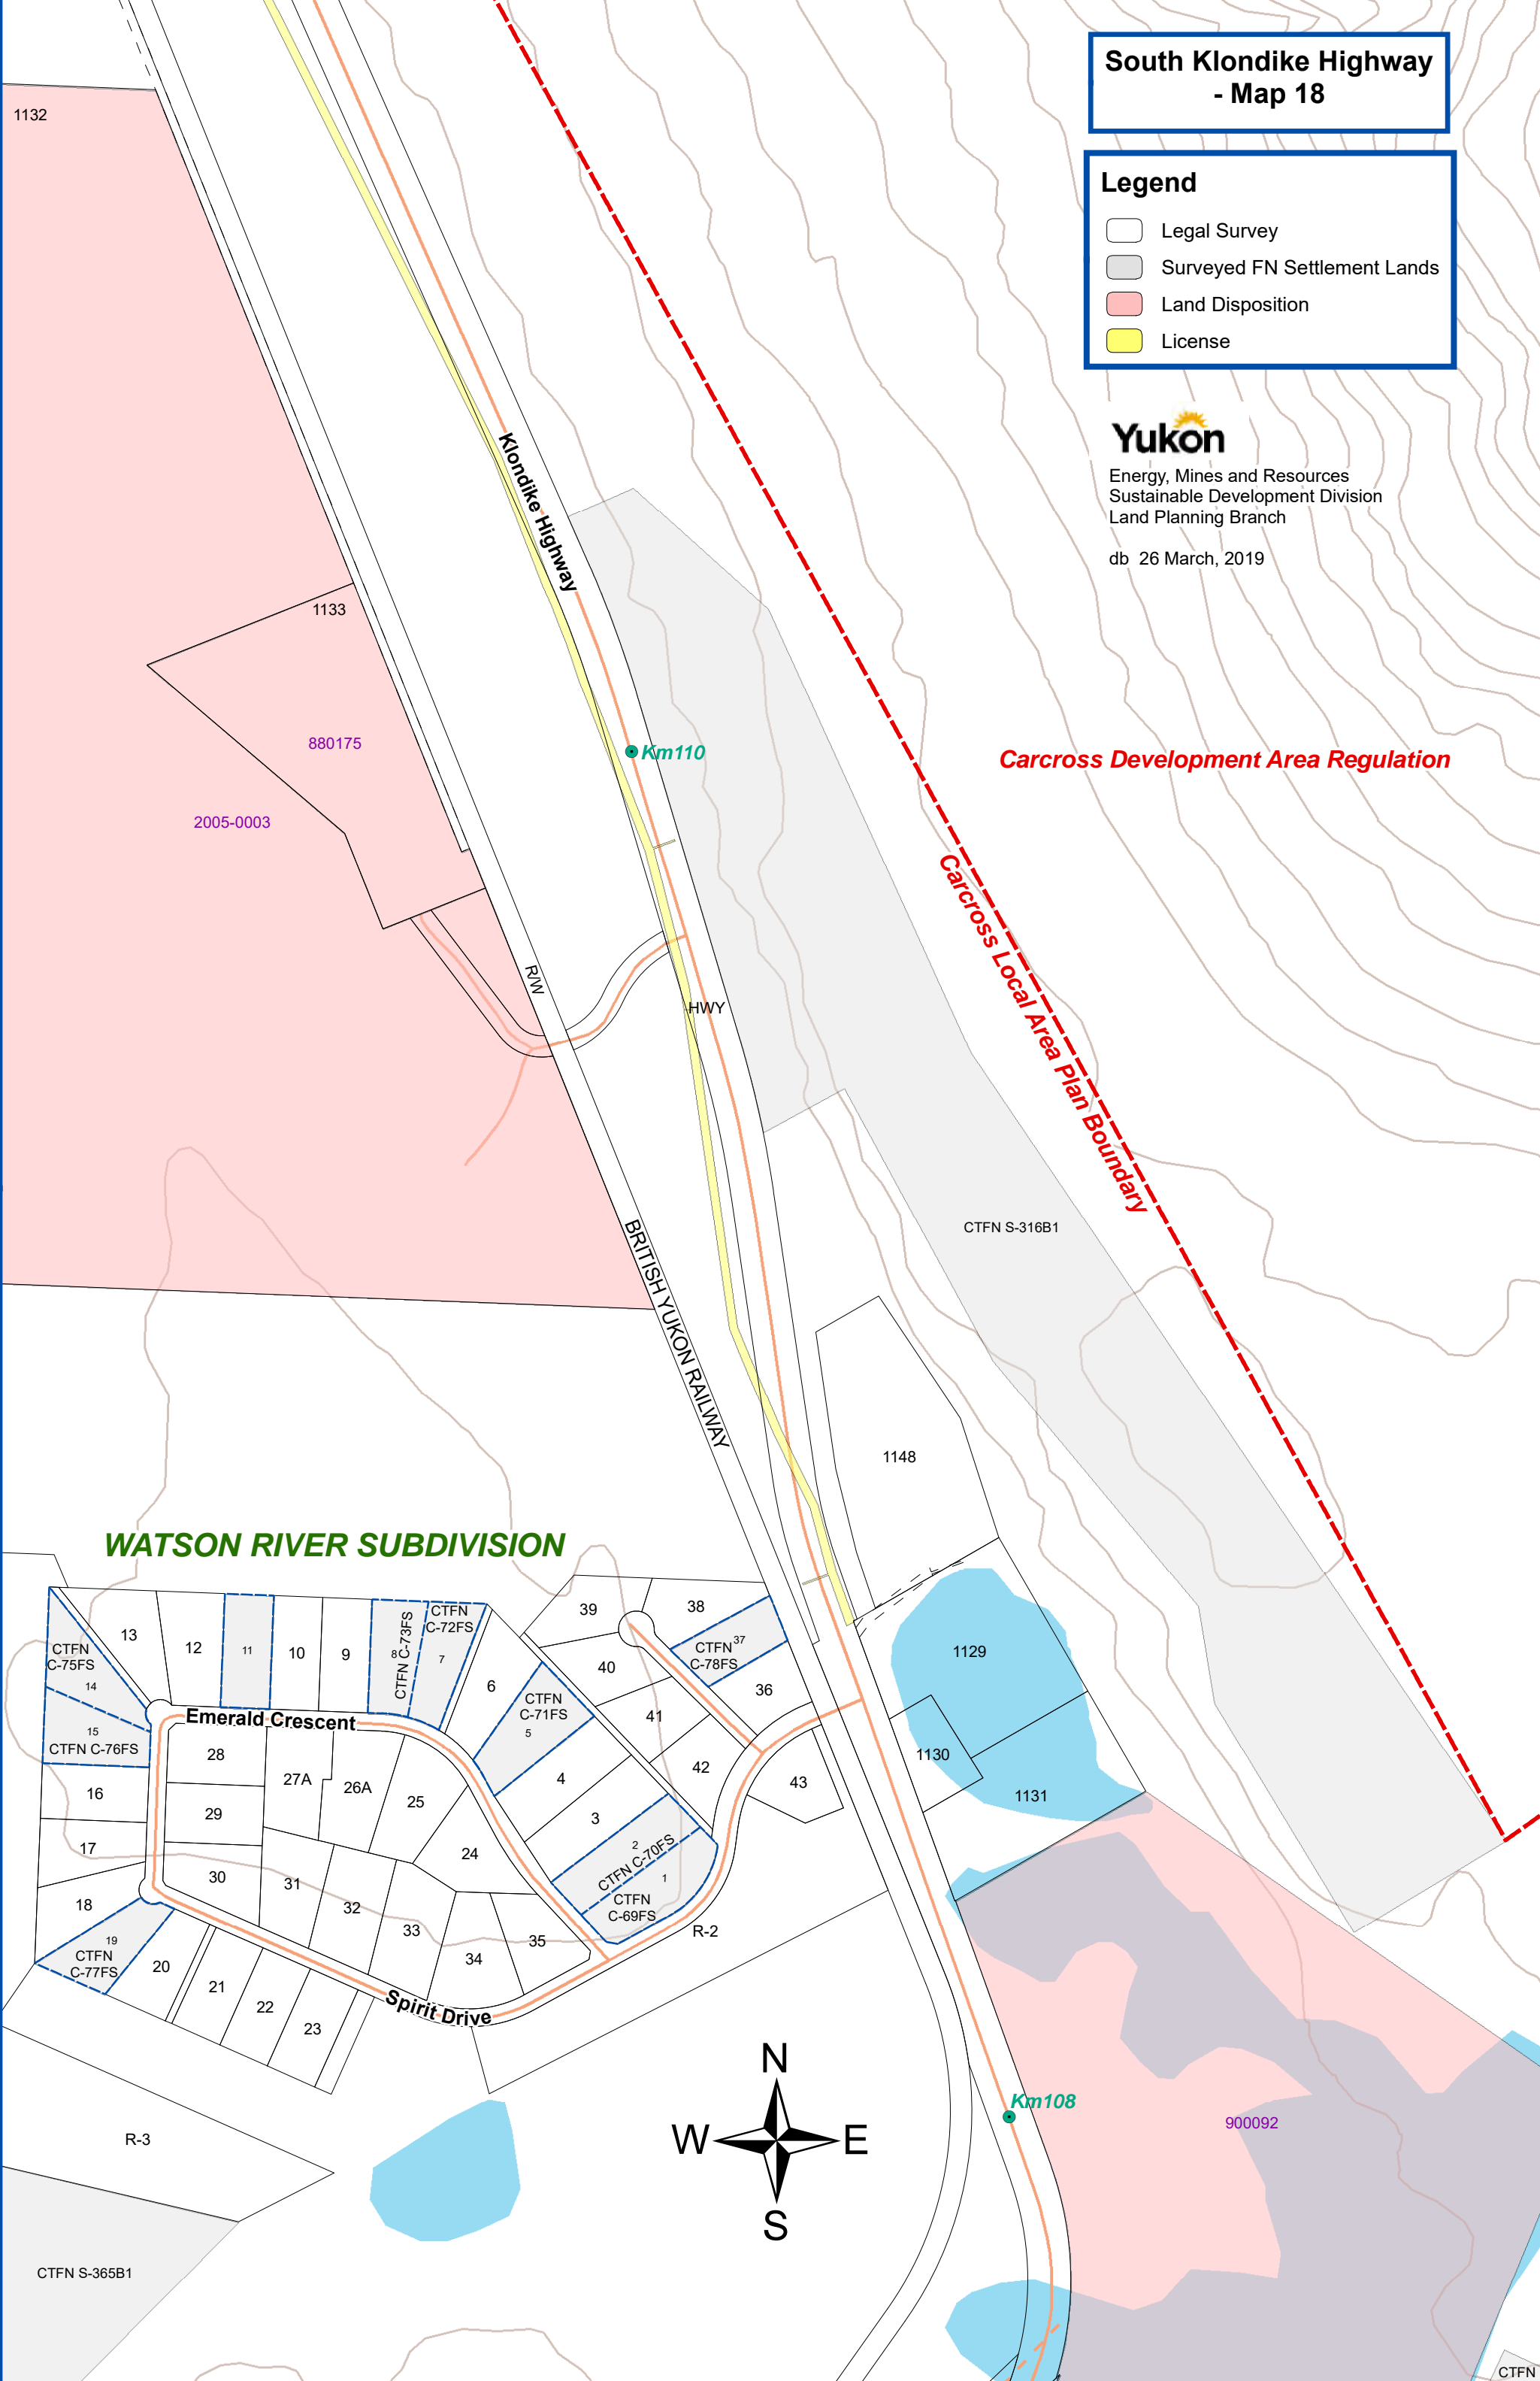 South Klondike Highway
- Map 18
Legend
Legal Survey
Surveyed FN Settlement Lands
Land Disposition
License
Yukon
Energy, Mines and Resources
Sustainable Development Division
Land Planning Branch
db 26 March, 2019
1132
Klondike Highway
1133
880175
2005-0003
Km110
Carcross Development Area Regulation
Carcross Local Area Plan Boundary
R/W
HWY
BRITISH YUKON RAILWAY
CTFN S-316B1
1148
WATSON RIVER SUBDIVISION
13
12
11
10
9
8
CTFN C-73FS
CTFN
C-72FS
7
6
CTFN
C-75FS
14
15
CTFN C-76FS
16
17
18
19
CTFN
C-77FS
20
21
22
23
Emerald Crescent
28
29
30
27A
26A
25
24
31
32
33
34
35
Spirit Drive
CTFN
C-71FS
5
4
3
2
CTFN C-70FS
1
CTFN
C-69FS
R-2
39
38
CTFN 37
C-78FS
36
40
41
42
43
1129
1130
1131
N
W
E
S
Km108
900092
R-3
CTFN S-365B1
CTFN